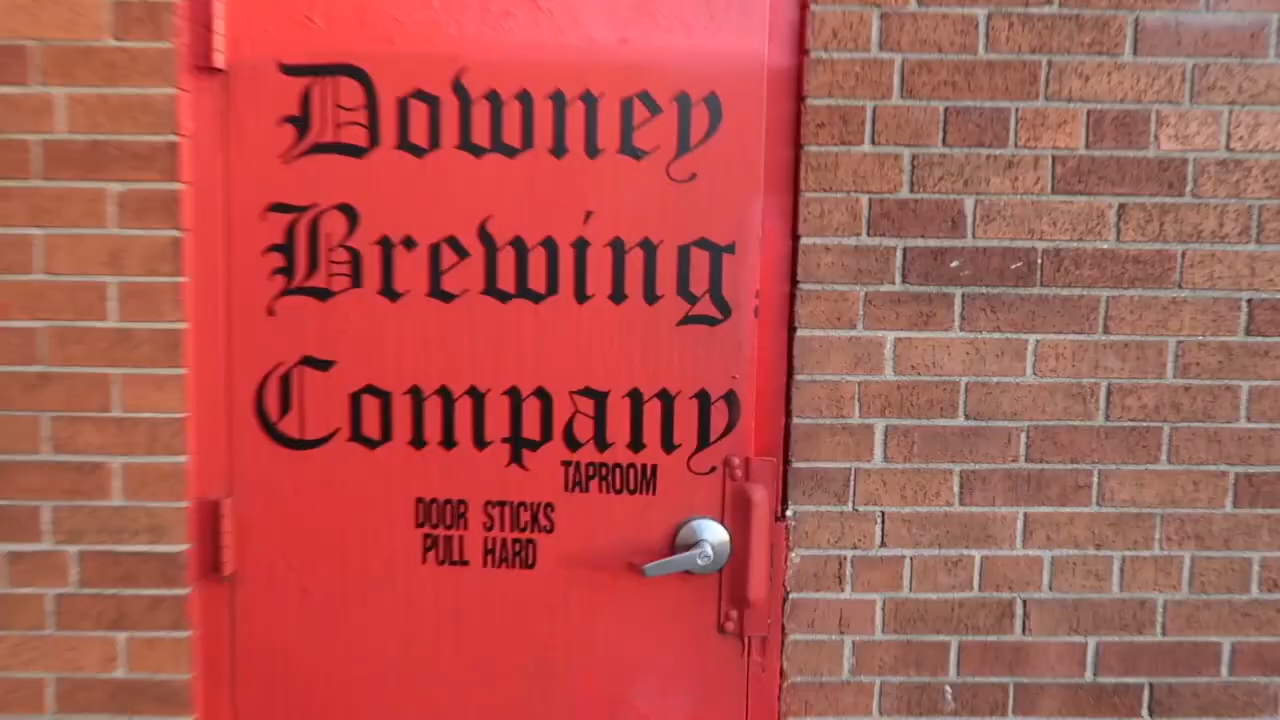 Downey
Brewing
Company
TAPROOM
DOOR STICKS
PULL HARD